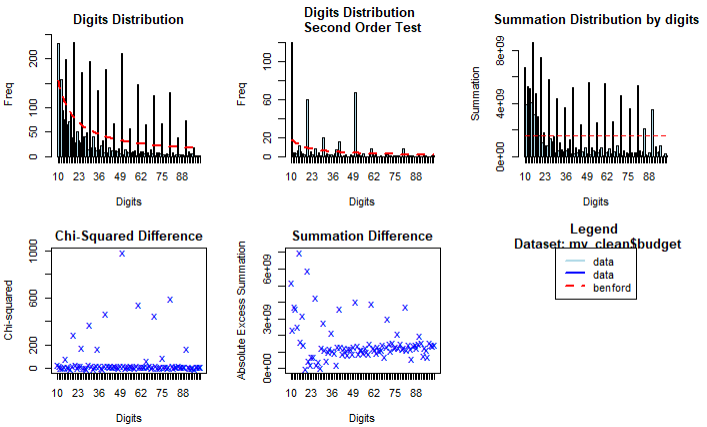 Digits Distribution
Freq
0 50 100 200
10 23 36 49 62 75 88
Digits
Digits Distribution
Second Order Test
Freq
0 20 60 100
10 23 36 49 62 75 88
Digits
Summation Distribution by digits
Summation
0e+00 4e+09 8e+09
10 23 36 49 62 75 88
Digits
Chi-Squared Difference
Chi-squared
0 200 600 1000
10 23 36 49 62 75 88
Digits
Summation Difference
Absolute Excess Summation
0e+00 3e+09 6e+09
10 23 36 49 62 75 88
Digits
Legend
Dataset: mv_clean$budget
data
data
benford